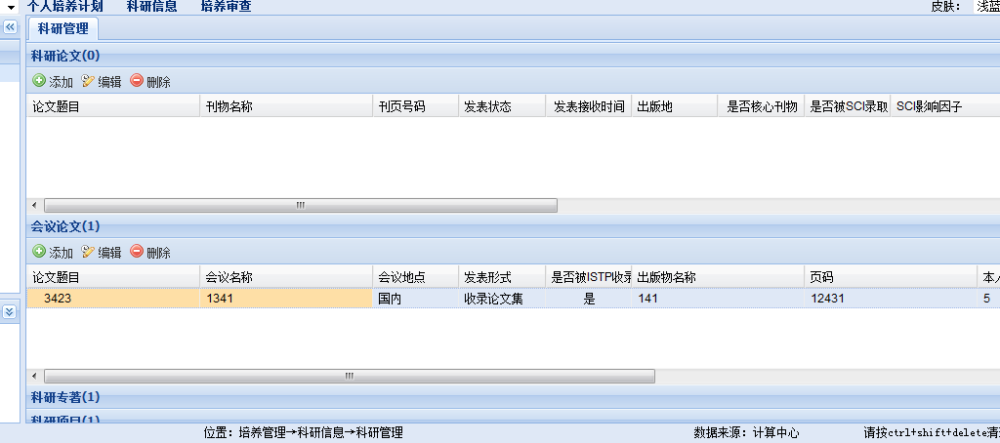 个人培养计划 科研信息 培养审查 皮肤： 浅蓝
科研管理
科研论文(0)
添加 编辑 删除
论文题目 刊物名称 刊页号码 发表状态 发表接收时间 出版地 是否核心刊物 是否被SCI录取 SCI影响因子
会议论文(1)
添加 编辑 删除
论文题目 会议名称 会议地点 发表形式 是否被ISTP收录 出版物名称 页码 本人
3423 1341 国内 收录论文集 是 141 12431 5
科研专著(1)
科研项目(1)
位置：培养管理→科研信息→科研管理 数据来源：计算中心 请按ctrl+shift+delete清